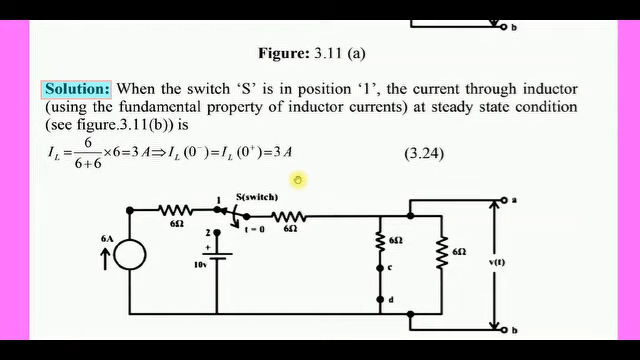 b
Figure: 3.11 (a)
Solution: When the switch ‘S’ is in position ‘1’, the current through inductor
(using the fundamental property of inductor currents) at steady state condition
(see figure.3.11(b)) is
I_L = 6/(6+6) ×6=3 A⇒I_L (0⁻)=I_L (0⁺)=3 A (3.24)
S(switch)
1
a
6Ω
t = 0
6Ω
2
6A
+
10v
6Ω
6Ω
c
v(t)
d
b